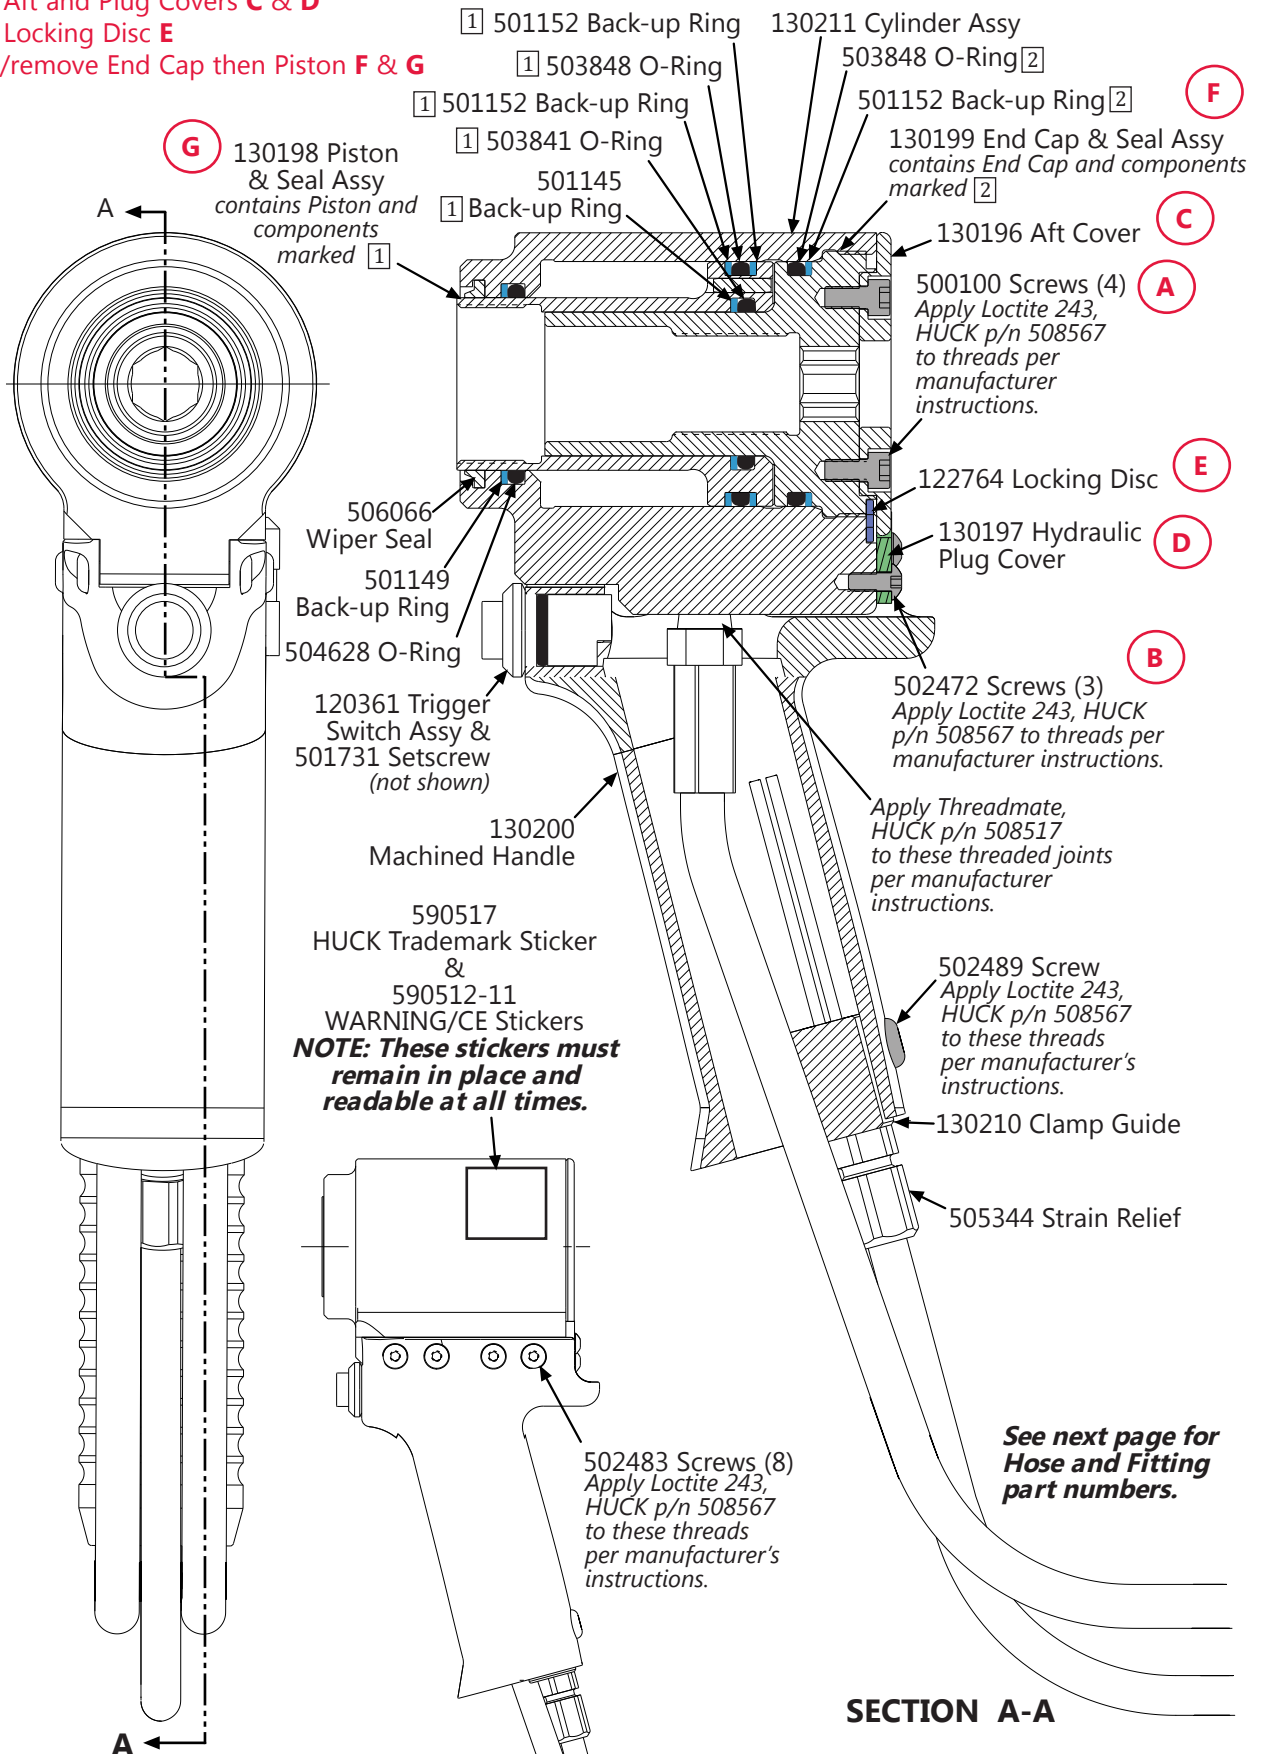 Aft and Plug Covers C & D
Locking Disc E
/remove End Cap then Piston F & G
1 501152 Back-up Ring
130211 Cylinder Assy
1 503848 O-Ring
503848 O-Ring 2
1 501152 Back-up Ring
501152 Back-up Ring 2
F
1 503841 O-Ring
130199 End Cap & Seal Assy
contains End Cap and components
marked 2
G
130198 Piston
& Seal Assy
contains Piston and
components
marked 1
501145
1 Back-up Ring
A
C
130196 Aft Cover
500100 Screws (4)
A
Apply Loctite 243,
HUCK p/n 508567
to threads per
manufacturer
instructions.
E
122764 Locking Disc
506066
Wiper Seal
130197 Hydraulic
Plug Cover
D
501149
Back-up Ring
504628 O-Ring
B
502472 Screws (3)
Apply Loctite 243, HUCK
p/n 508567 to threads per
manufacturer instructions.
120361 Trigger
Switch Assy &
501731 Setscrew
(not shown)
Apply Threadmate,
HUCK p/n 508517
to these threaded joints
per manufacturer
instructions.
130200
Machined Handle
590517
HUCK Trademark Sticker
&
590512-11
WARNING/CE Stickers
NOTE: These stickers must
remain in place and
readable at all times.
502489 Screw
Apply Loctite 243,
HUCK p/n 508567
to these threads
per manufacturer's
instructions.
130210 Clamp Guide
505344 Strain Relief
502483 Screws (8)
Apply Loctite 243,
HUCK p/n 508567
to these threads
per manufacturer's
instructions.
See next page for
Hose and Fitting
part numbers.
SECTION A-A
A